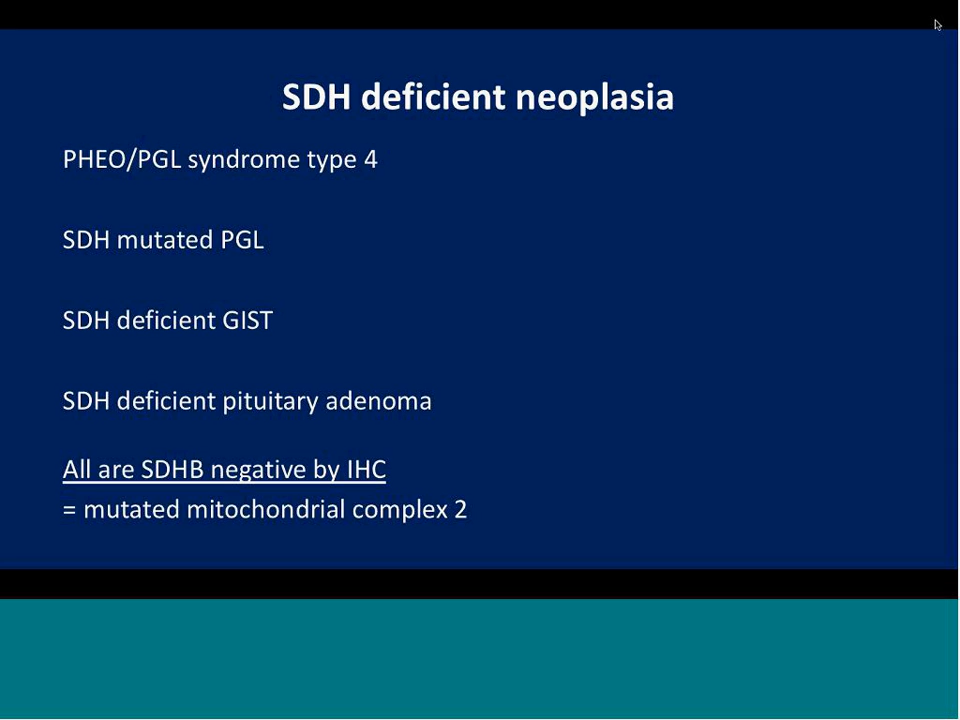 SDH deficient neoplasia
PHEO/PGL syndrome type 4
SDH mutated PGL
SDH deficient GIST
SDH deficient pituitary adenoma
All are SDHB negative by IHC
= mutated mitochondrial complex 2